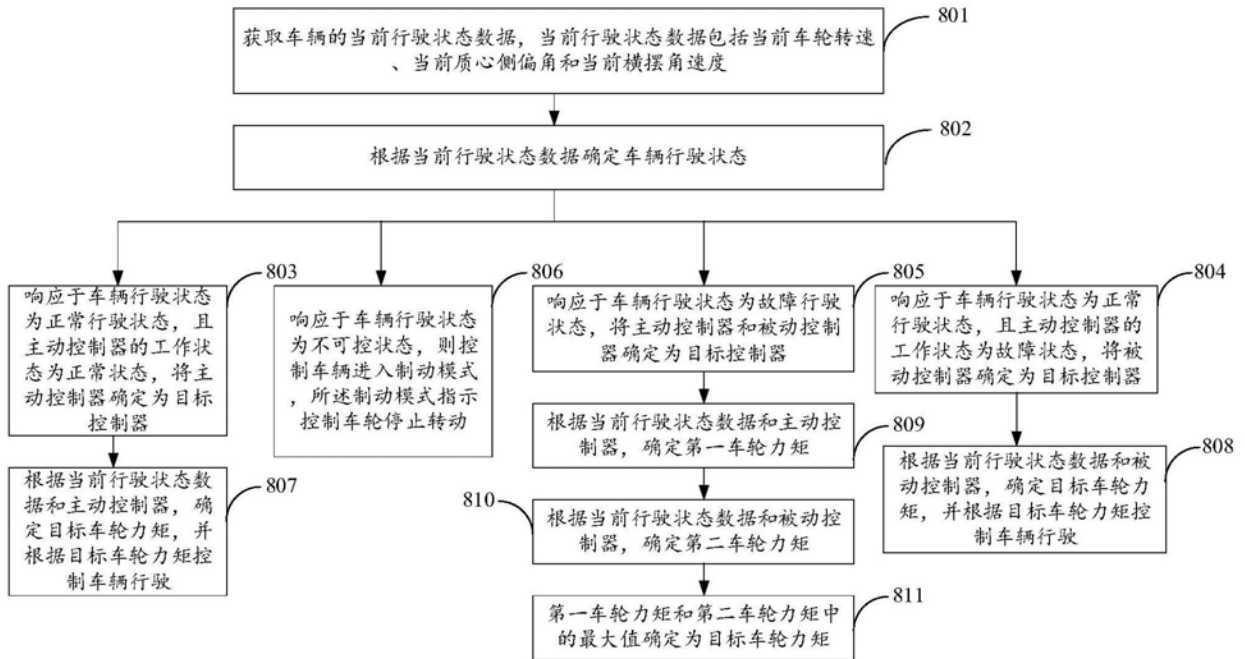 801
获取车辆的当前行驶状态数据，当前行驶状态数据包括当前车轮转速
、当前质心侧偏角和当前横摆角速度
802
根据当前行驶状态数据确定车辆行驶状态
803
响应于车辆行驶状态
为正常行驶状态，且
主动控制器的工作状
态为正常状态，将主
动控制器确定为目标
控制器
806
响应于车辆行驶状态
为不可控状态，则控
制车辆进入制动模式
，所述制动模式指示
控制车轮停止转动
805
响应于车辆行驶状态为故障行驶
状态，将主动控制器和被动控制
器确定为目标控制器
804
响应于车辆行驶状态为正常
行驶状态，且主动控制器的
工作状态为故障状态，将被
动控制器确定为目标控制器
807
根据当前行驶状态数
据和主动控制器，确
定目标车轮力矩，并
根据目标车轮力矩控
制车辆行驶
809
根据当前行驶状态数据和主动控
制器，确定第一车轮力矩
810
根据当前行驶状态数据和被动控
制器，确定第二车轮力矩
811
第一车轮力矩和第二车轮力矩中
的最大值确定为目标车轮力矩
808
根据当前行驶状态数据和被
动控制器，确定目标车轮力
矩，并根据目标车轮力矩控
制车辆行驶